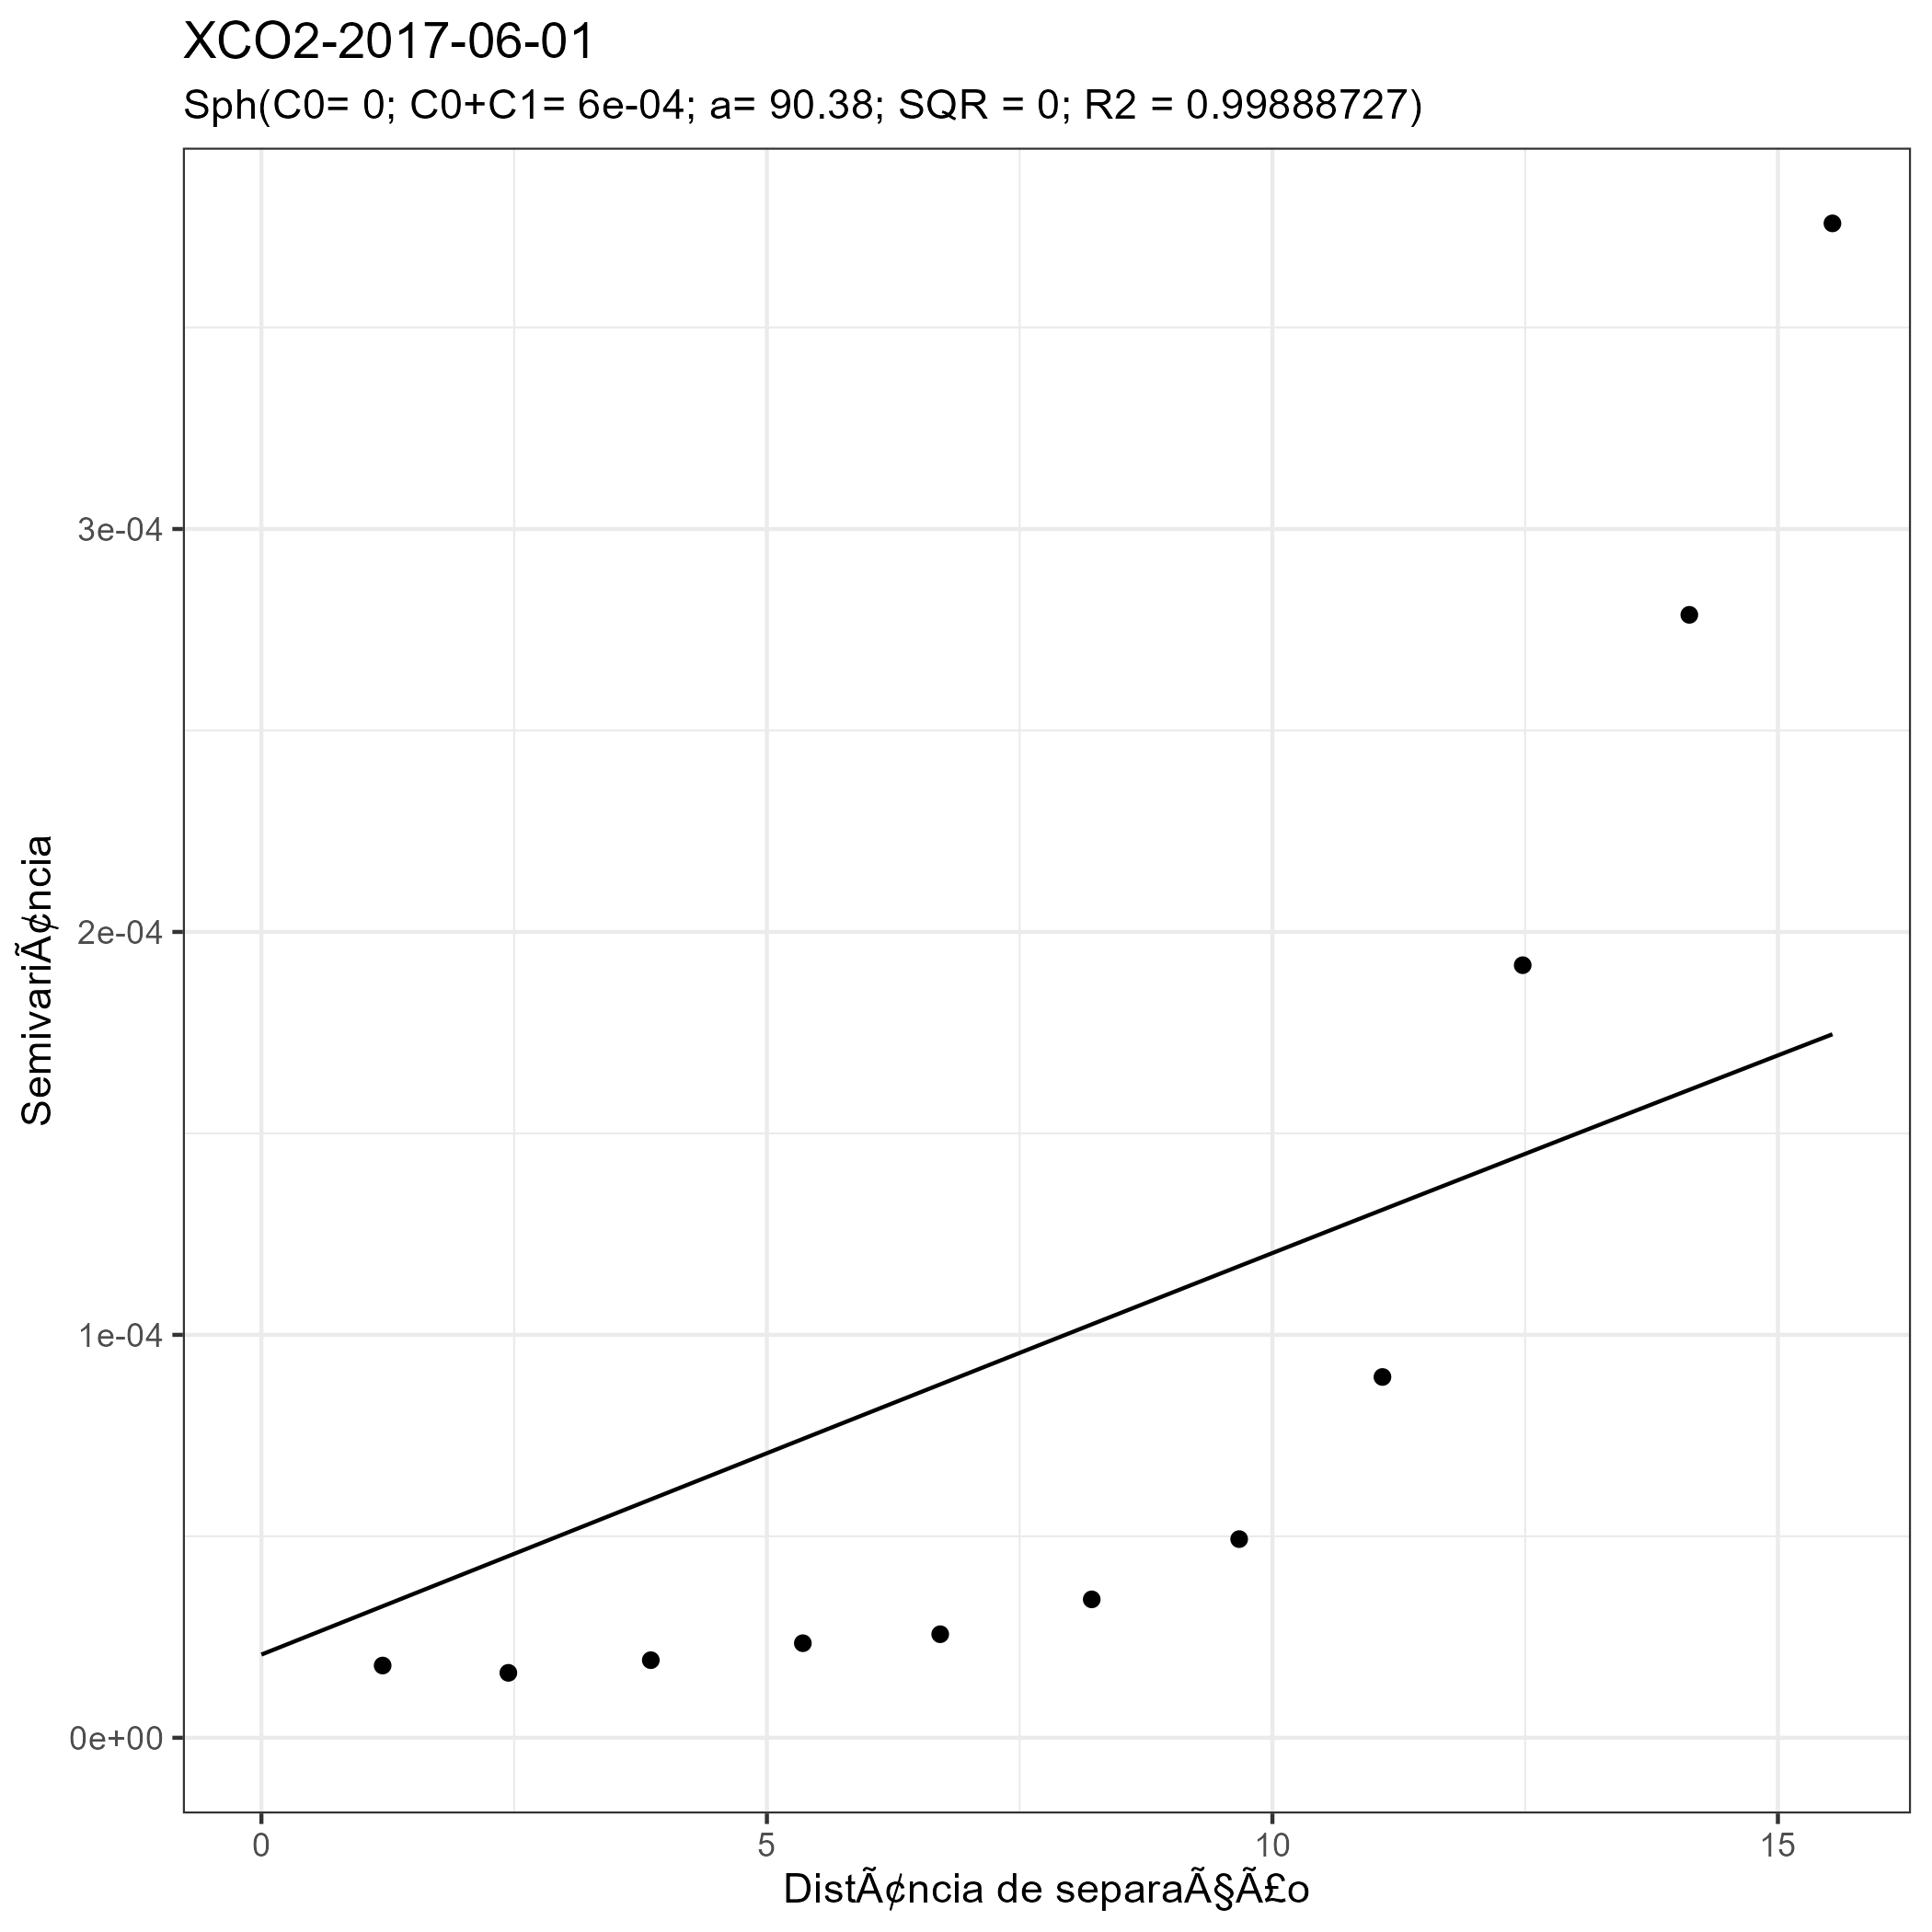 XCO2-2017-06-01
Sph(C0= 0; C0+C1= 6e-04; a= 90.38; SQR = 0; R2 = 0.99888727)
SemivariÃ¢ncia
3e-04
2e-04
1e-04
0e+00
0 5 10 15
DistÃ¢ncia de separaÃ§Ã£o